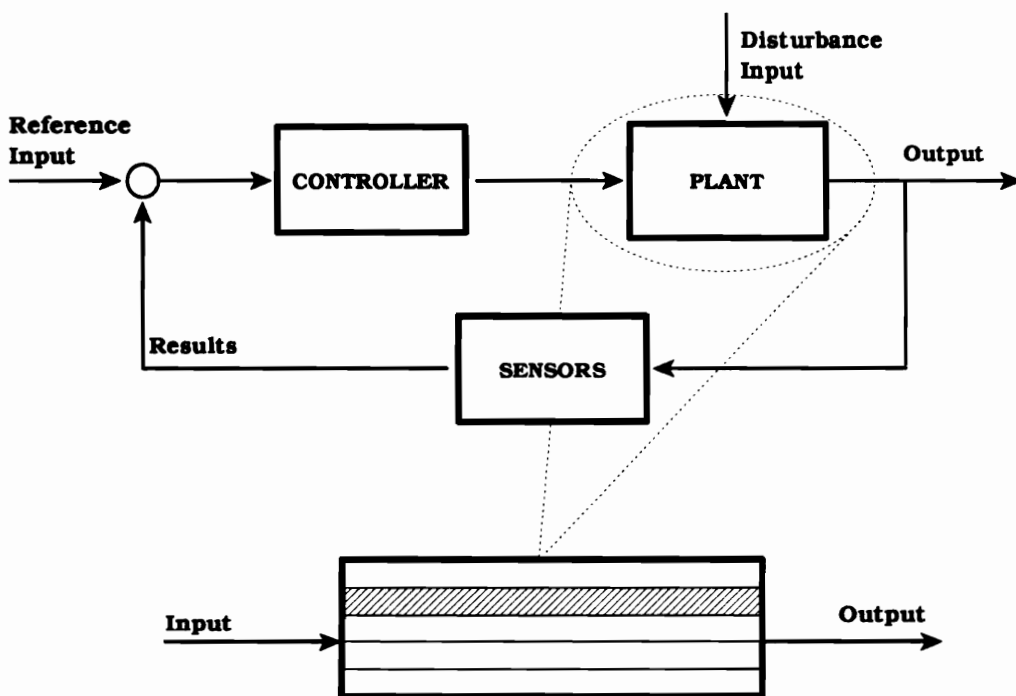 Disturbance
Input
Reference
Input
CONTROLLER
PLANT
Output
Results
SENSORS
Input
Output